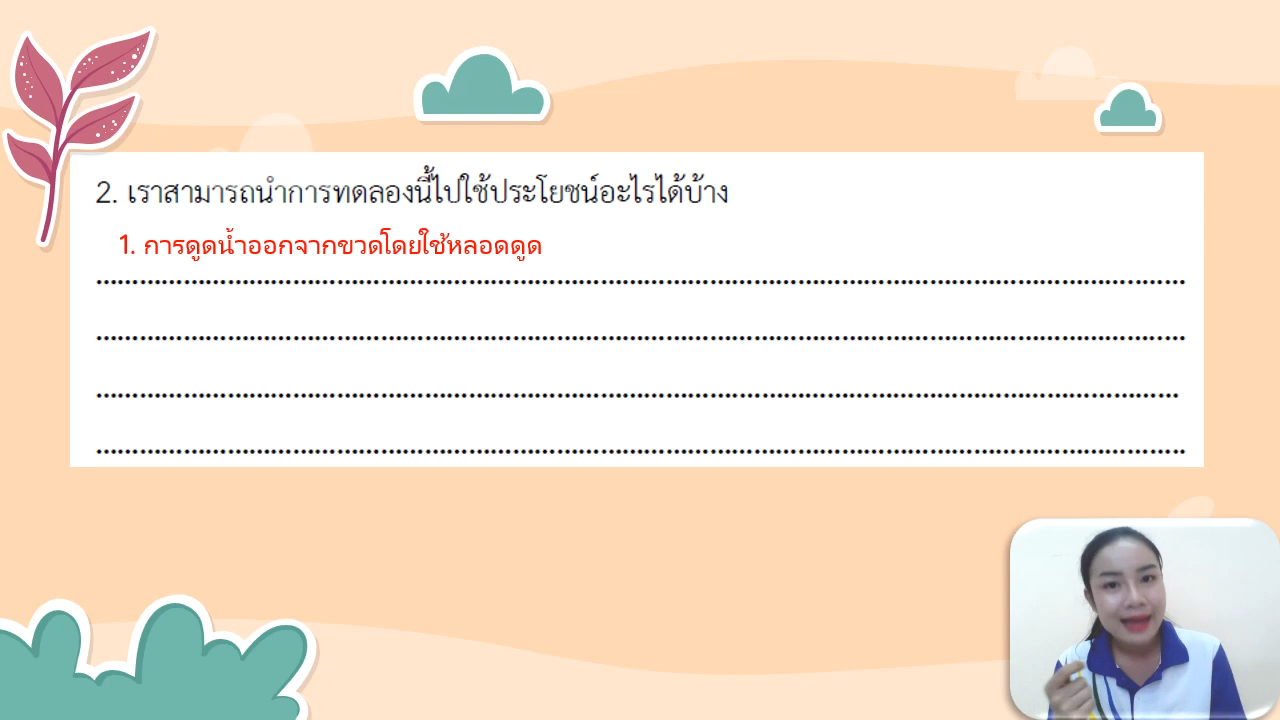 2. เราสามารถนำการทดลองนี้ไปใช้ประโยชน์อะไรได้บ้าง
1. การดูดน้ำออกจากขวดโดยใช้หลอดดูด